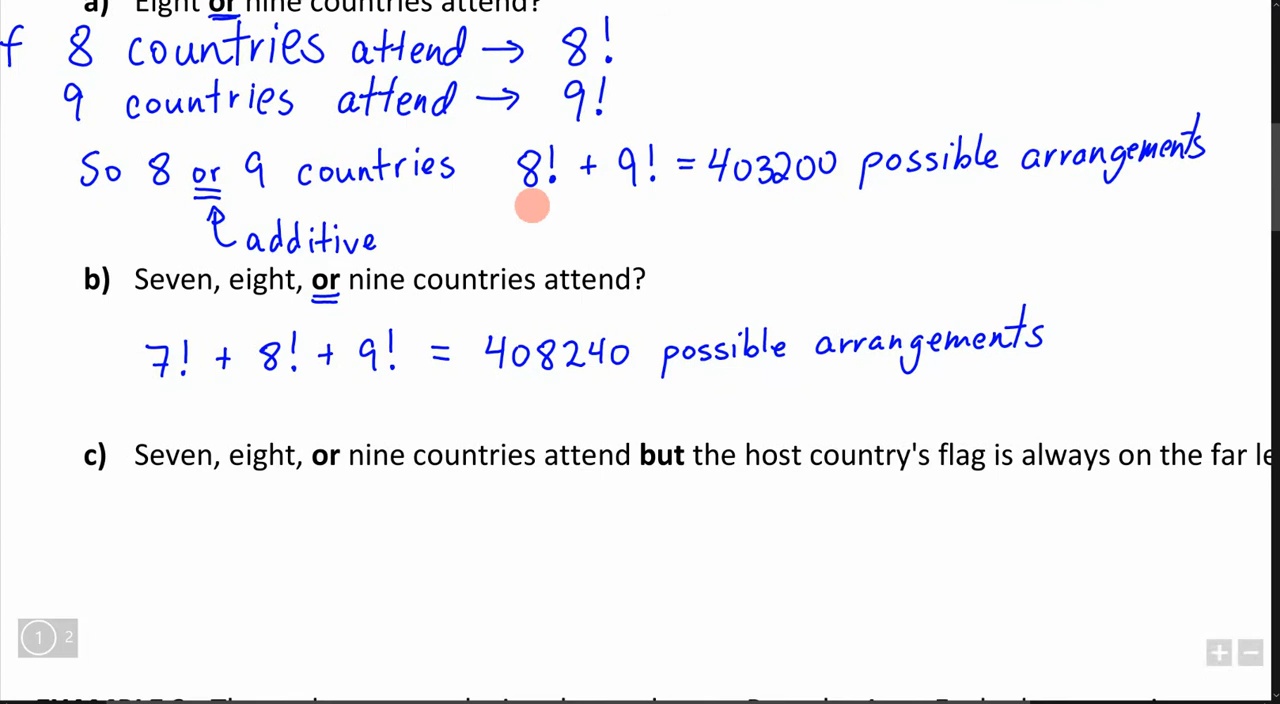 a) Eight or nine countries attend?
f 8 countries attend → 8!
9 countries attend → 9!
So 8 or 9 countries 8! + 9! = 403200 possible arrangements
additive
b) Seven, eight, or nine countries attend?
7! + 8! + 9! = 408240 possible arrangements
c) Seven, eight, or nine countries attend but the host country's flag is always on the far le
1 2